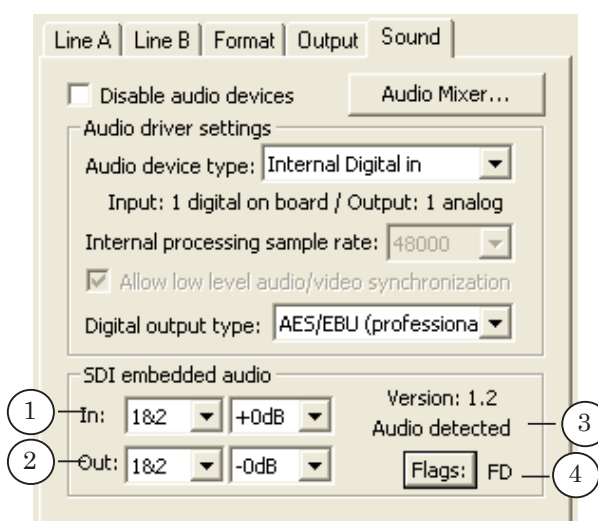 Line A Line B Format Output Sound
Disable audio devices Audio Mixer...
Audio driver settings
Audio device type: Internal Digital in
Input: 1 digital on board / Output: 1 analog
Internal processing sample rate: 48000
Allow low level audio/video synchronization
Digital output type: AES/EBU (professiona
SDI embedded audio
1 In: 1&2 +0dB Version: 1.2
Audio detected 3
2 Out: 1&2 -0dB Flags: FD 4